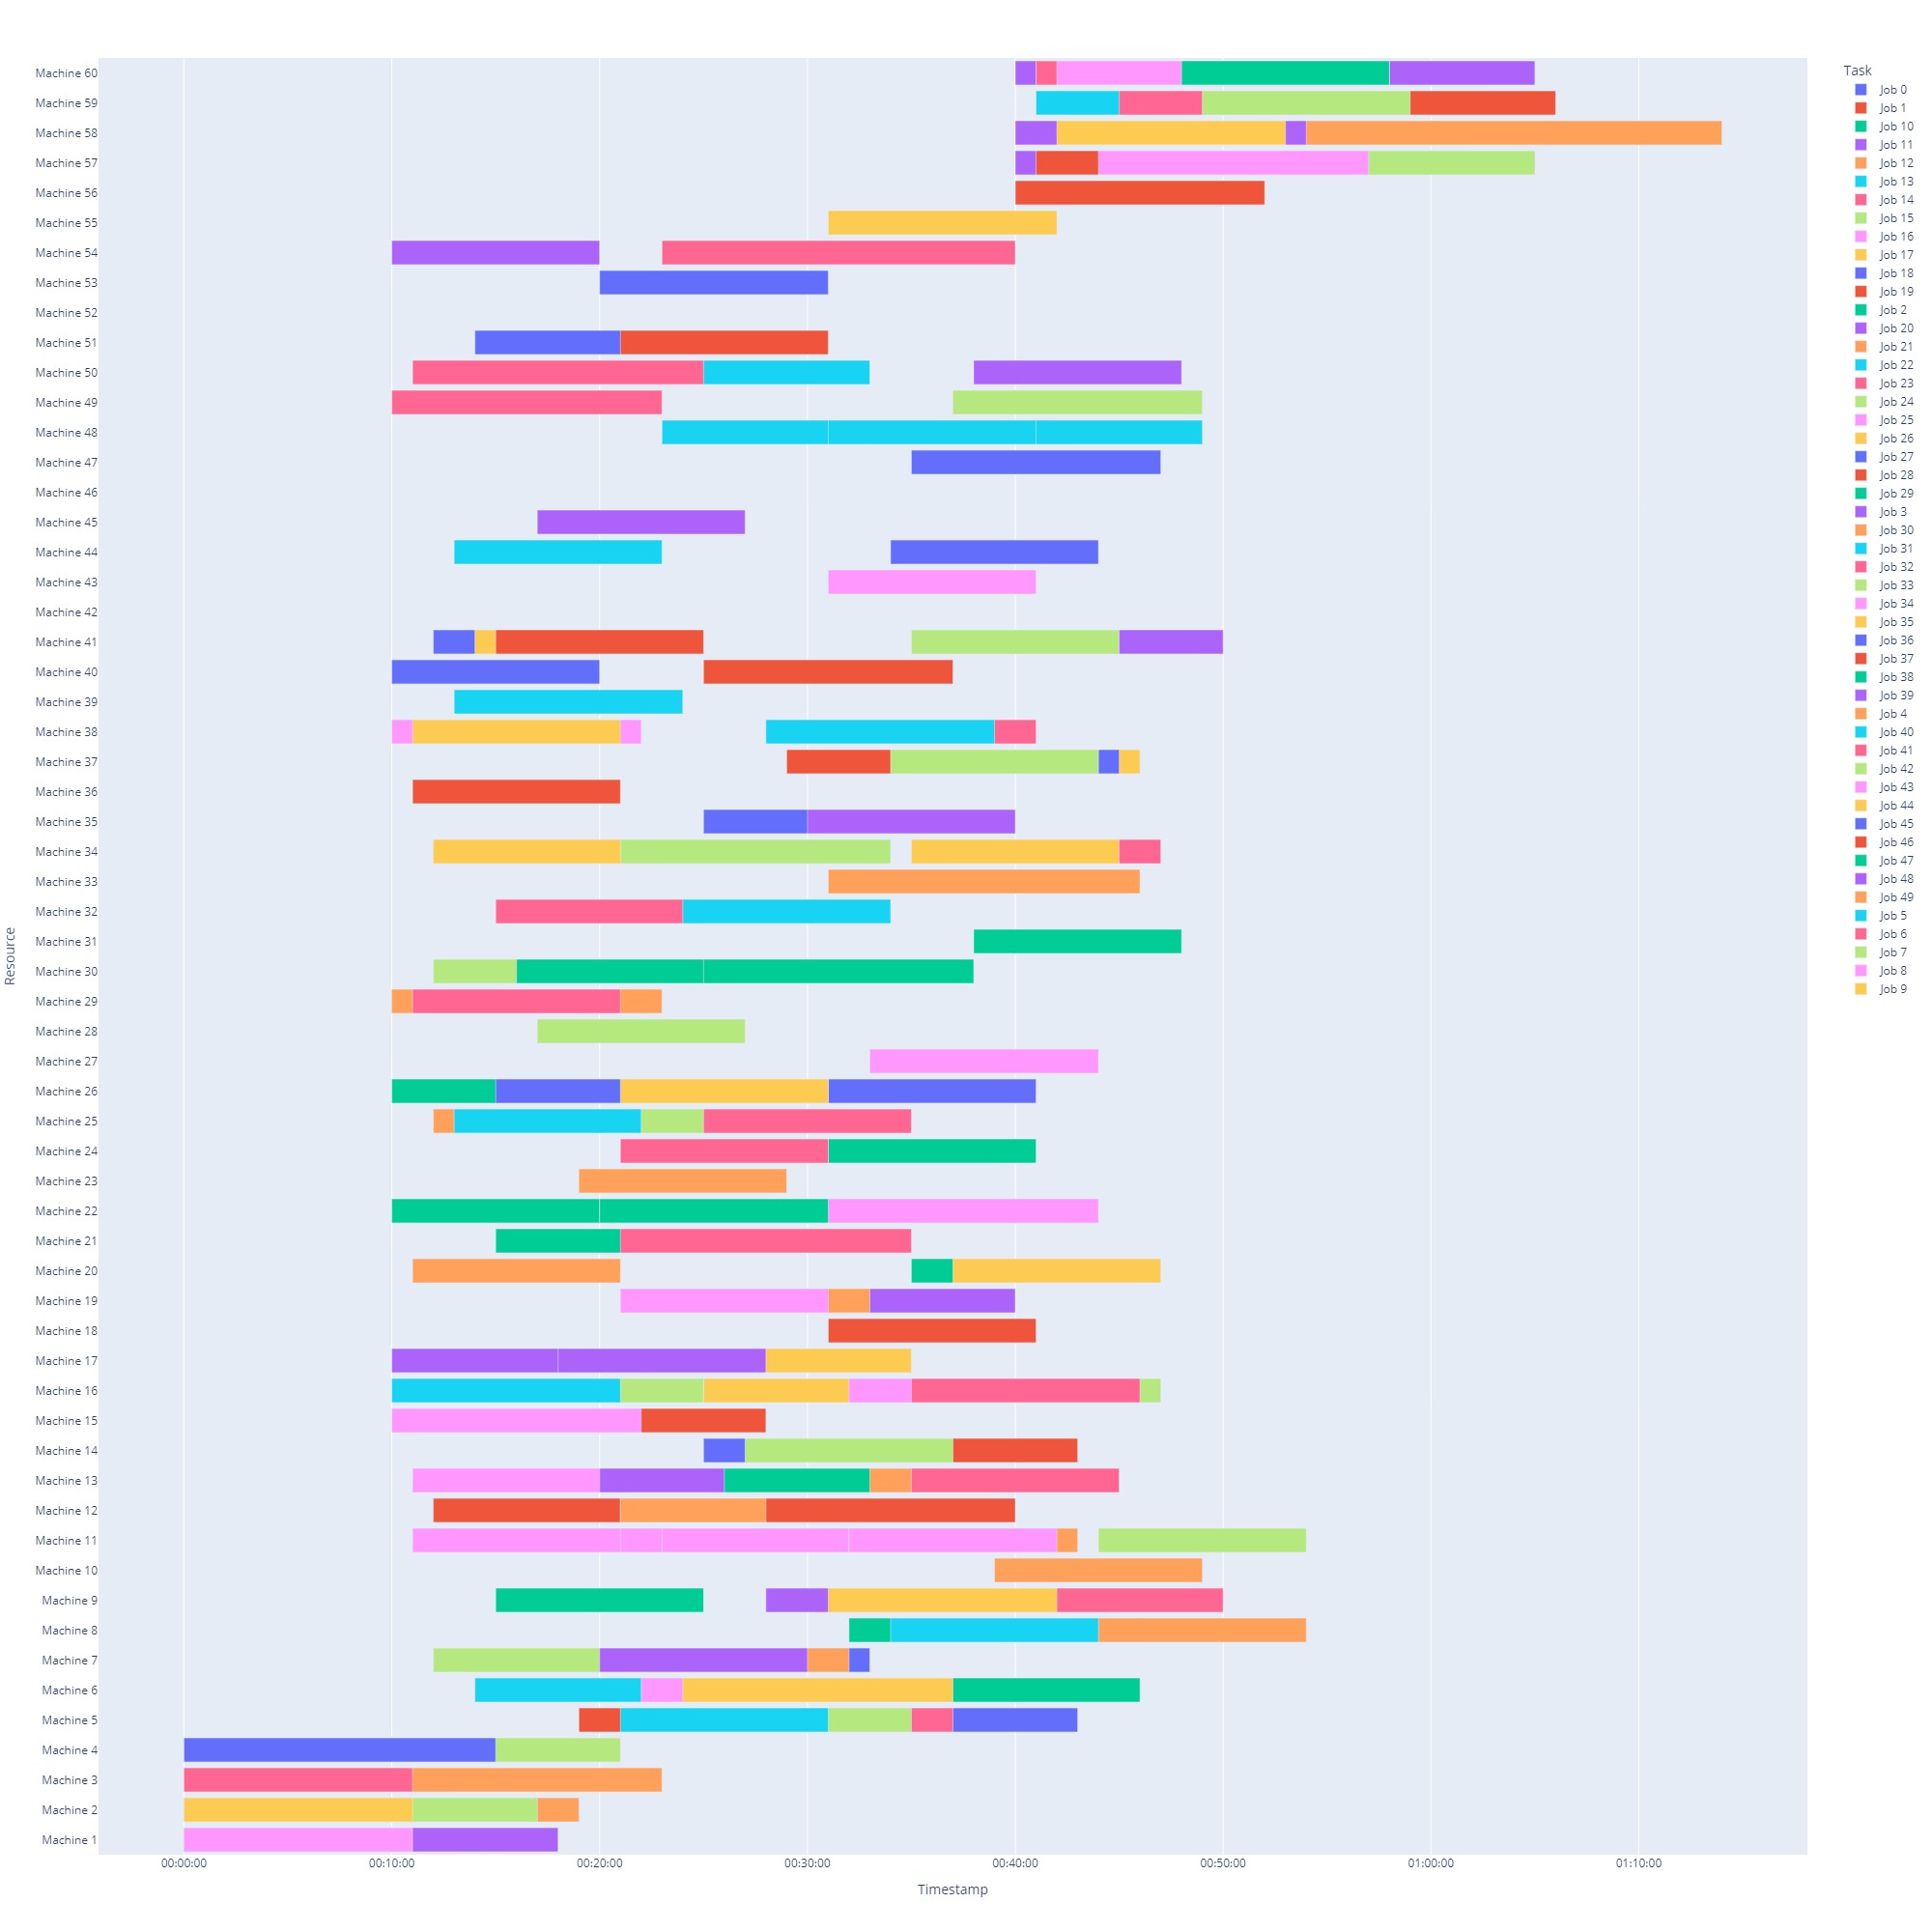 Machine 60
Machine 59
Machine 58
Machine 57
Machine 56
Machine 55
Machine 54
Machine 53
Machine 52
Machine 51
Machine 50
Machine 49
Machine 48
Machine 47
Machine 46
Machine 45
Machine 44
Machine 43
Machine 42
Machine 41
Machine 40
Machine 39
Machine 38
Machine 37
Machine 36
Machine 35
Machine 34
Machine 33
Machine 32
Machine 31
Machine 30
Machine 29
Machine 28
Machine 27
Machine 26
Machine 25
Machine 24
Machine 23
Machine 22
Machine 21
Machine 20
Machine 19
Machine 18
Machine 17
Machine 16
Machine 15
Machine 14
Machine 13
Machine 12
Machine 11
Machine 10
Machine 9
Machine 8
Machine 7
Machine 6
Machine 5
Machine 4
Machine 3
Machine 2
Machine 1
Resource
00:00:00 00:10:00 00:20:00 00:30:00 00:40:00 00:50:00 01:00:00 01:10:00
Timestamp
Task
Job 0
Job 1
Job 10
Job 11
Job 12
Job 13
Job 14
Job 15
Job 16
Job 17
Job 18
Job 19
Job 2
Job 20
Job 21
Job 22
Job 23
Job 24
Job 25
Job 26
Job 27
Job 28
Job 29
Job 3
Job 30
Job 31
Job 32
Job 33
Job 34
Job 35
Job 36
Job 37
Job 38
Job 39
Job 4
Job 40
Job 41
Job 42
Job 43
Job 44
Job 45
Job 46
Job 47
Job 48
Job 49
Job 5
Job 6
Job 7
Job 8
Job 9